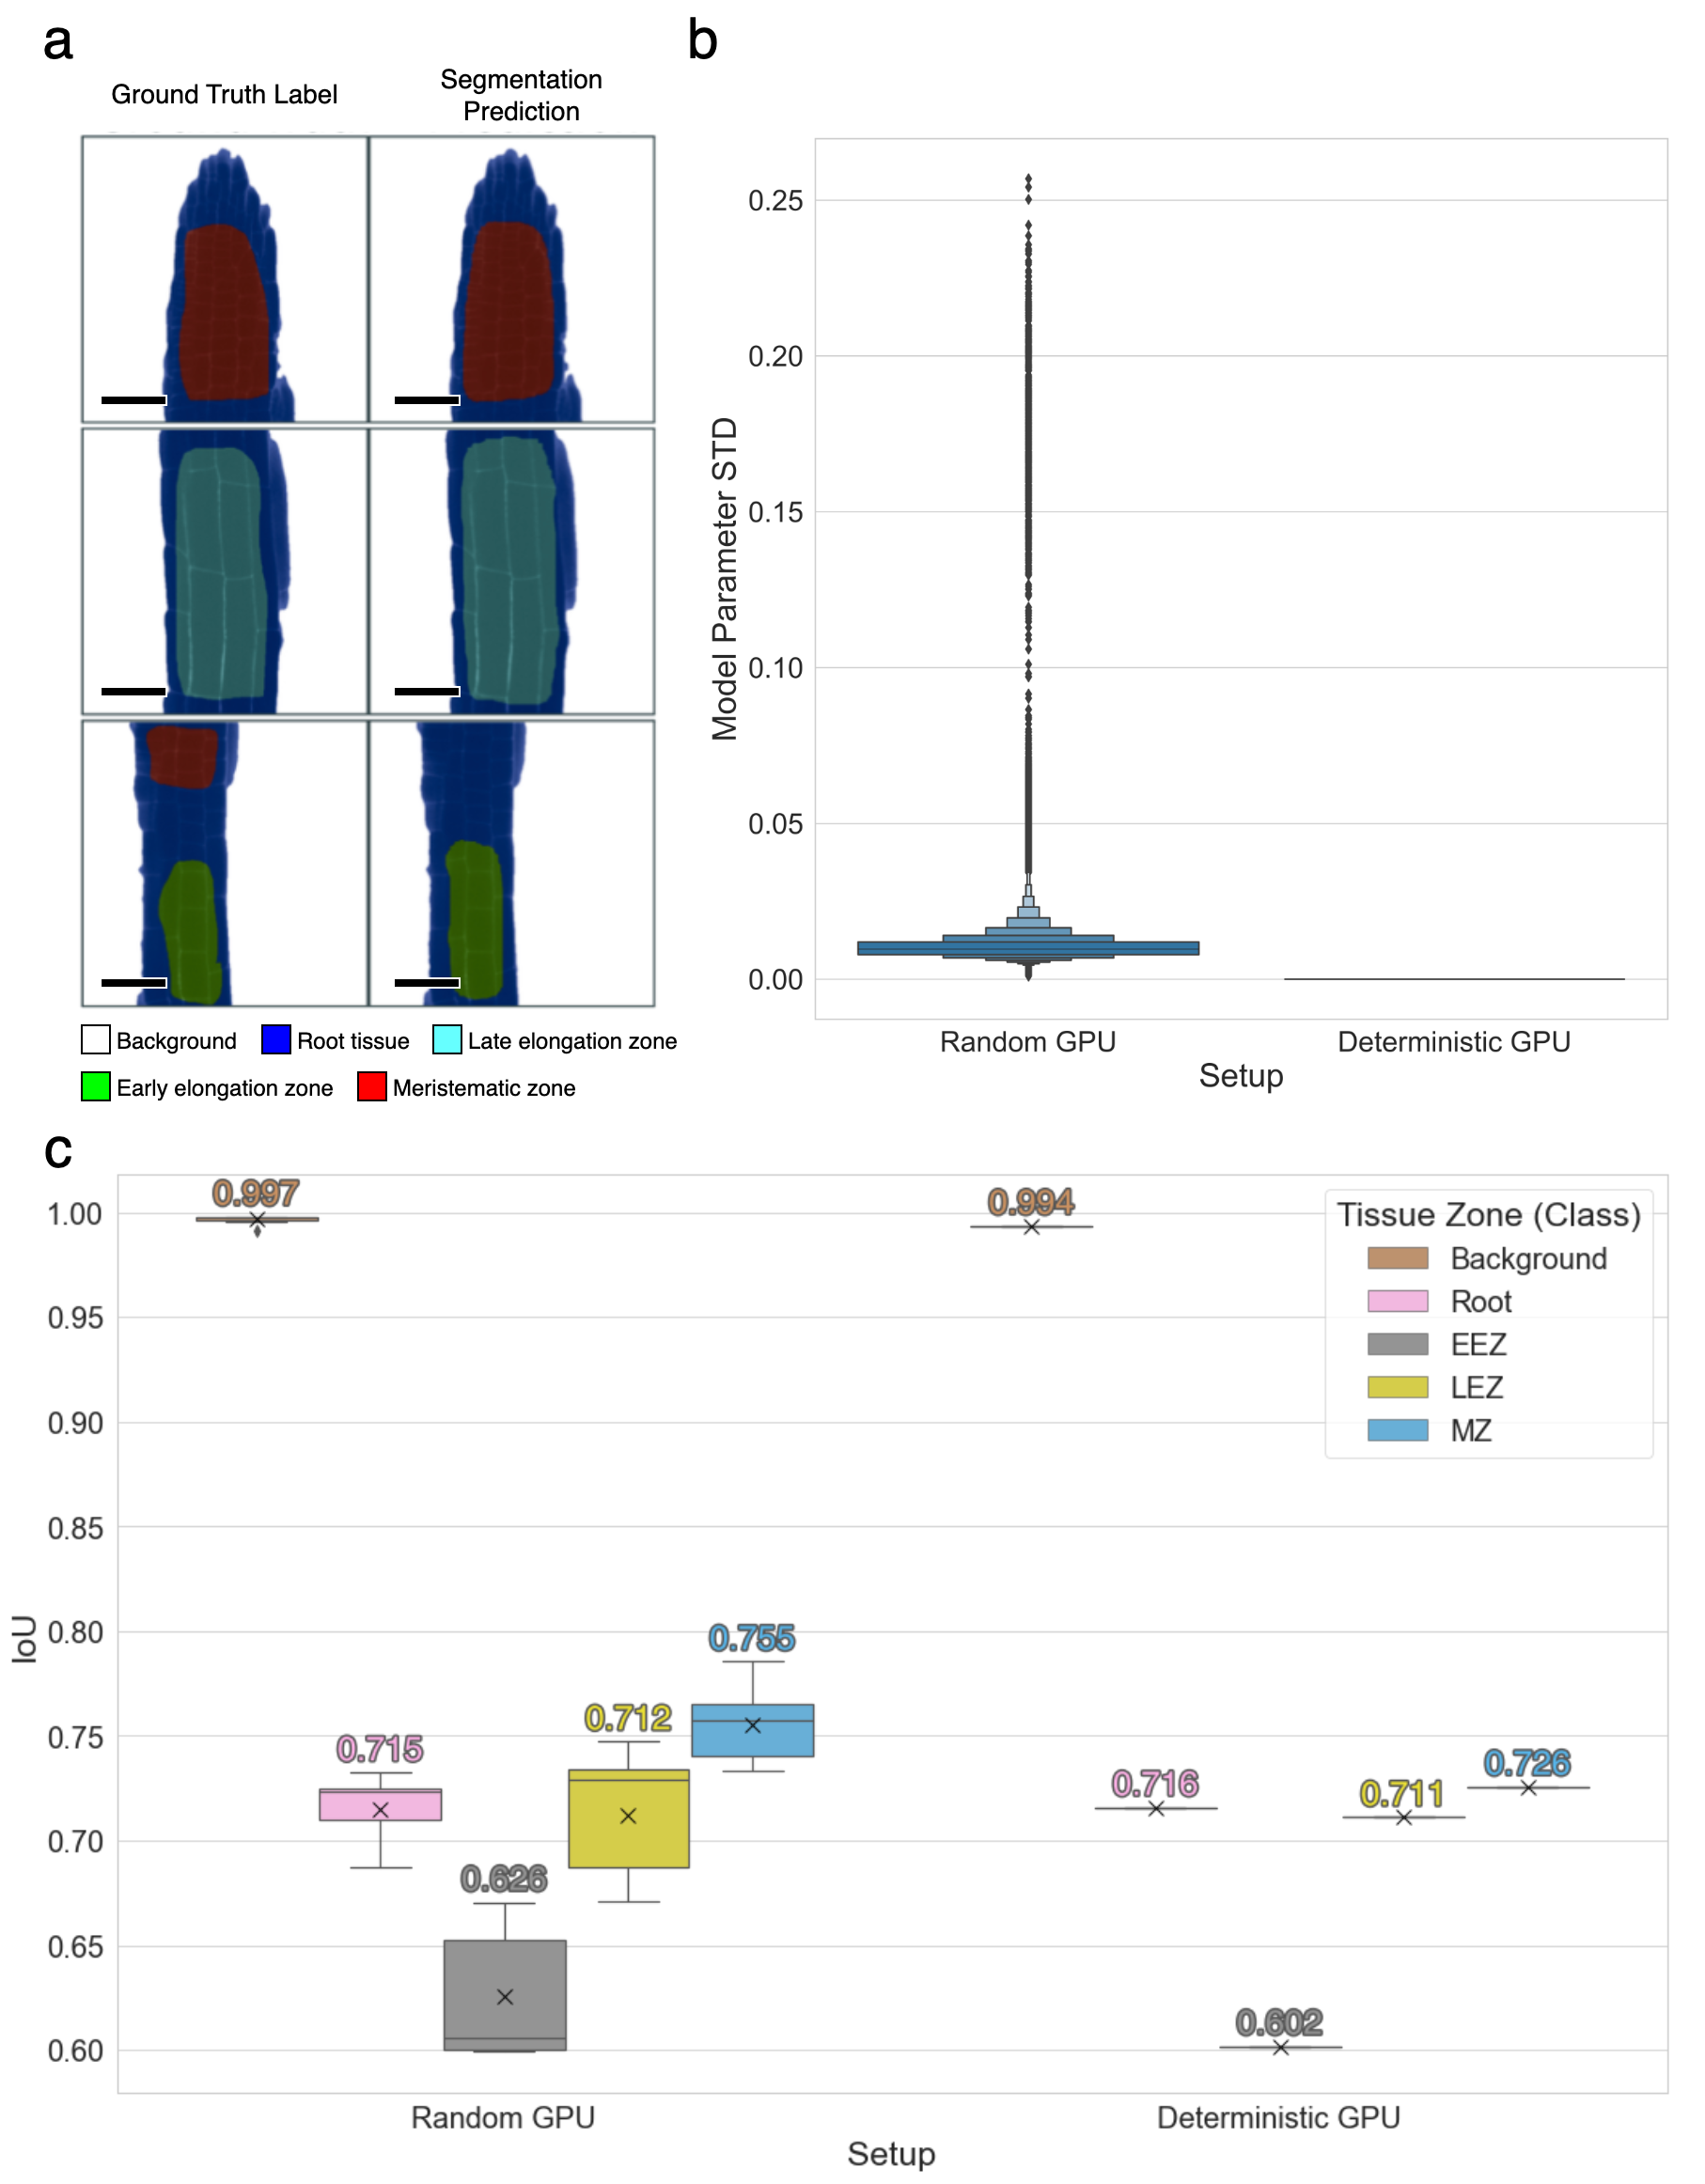 a
Ground Truth Label
Segmentation
Prediction
Background
Root tissue
Late elongation zone
Early elongation zone
Meristematic zone
b
Model Parameter STD
0.25
0.20
0.15
0.10
0.05
0.00
Random GPU
Deterministic GPU
Setup
c
IoU
1.00
0.95
0.90
0.85
0.80
0.75
0.70
0.65
0.60
0.997
0.715
0.626
0.712
0.755
0.994
0.716
0.602
0.711
0.726
Tissue Zone (Class)
Background
Root
EEZ
LEZ
MZ
Random GPU
Deterministic GPU
Setup